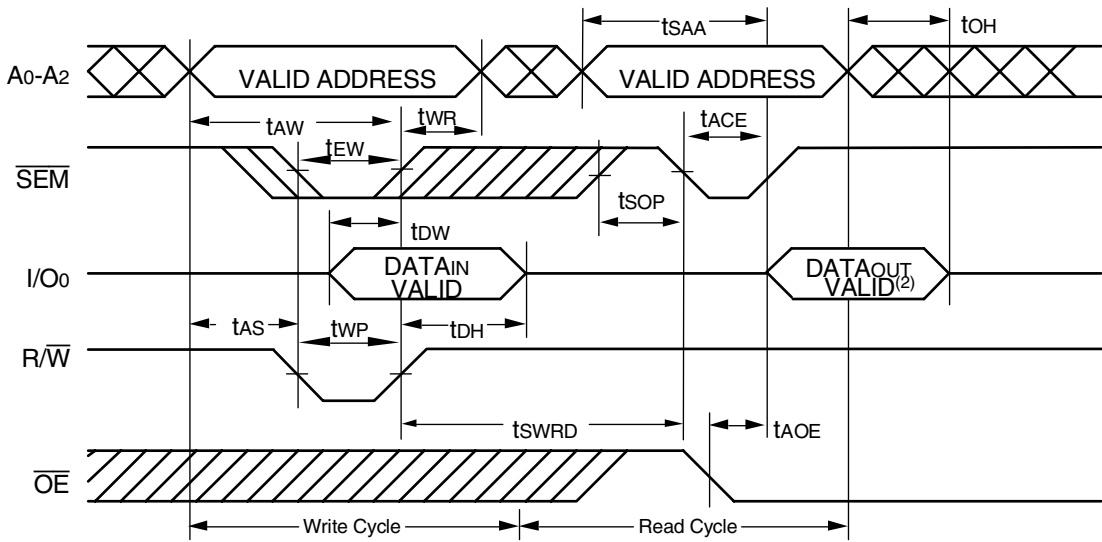 tSAA
tOH
A0-A2
VALID ADDRESS
VALID ADDRESS
tAW
tWR
tACE
tEW
SEM
tSOP
tDW
I/O0
DATAIN
VALID
DATAOUT
VALID(2)
tAS
tWP
tDH
R/W
tSWRD
tAOE
OE
Write Cycle
Read Cycle